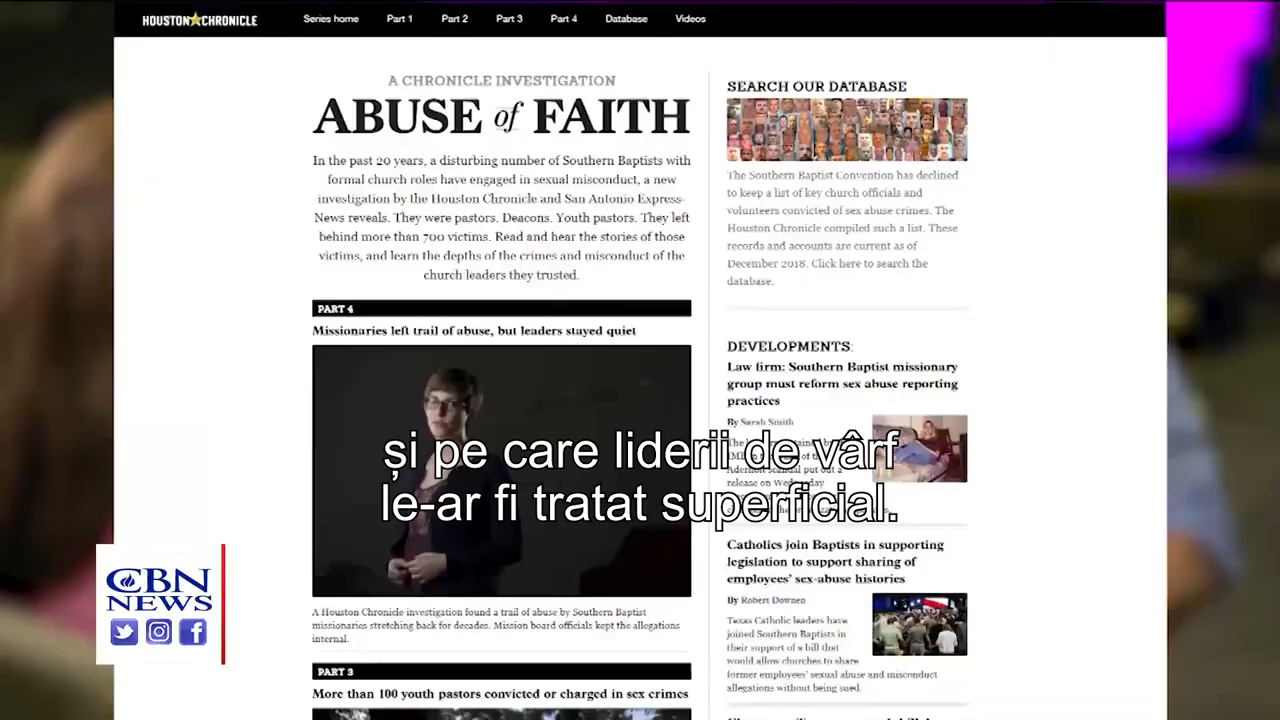 HOUSTON CHRONICLE
Series home Part 1 Part 2 Part 3 Part 4 Database Videos
A CHRONICLE INVESTIGATION
ABUSE of FAITH
In the past 20 years, a disturbing number of Southern Baptists with
formal church roles have engaged in sexual misconduct, a new
investigation by the Houston Chronicle and San Antonio Express-
News reveals. They were pastors. Deacons. Youth pastors. They left
behind more than 700 victims. Read and hear the stories of those
victims, and learn the depths of the crimes and misconduct of the
church leaders they trusted.
PART 4
Missionaries left trail of abuse, but leaders stayed quiet
A Houston Chronicle investigation found a trail of abuse by Southern Baptist
missionaries stretching back for decades. Mission board officials kept the allegations
internal.
PART 3
More than 100 youth pastors convicted or charged in sex crimes
SEARCH OUR DATABASE
The Southern Baptist Convention has declined
to keep a list of key church officials and
volunteers convicted of sex abuse crimes. The
Houston Chronicle compiled such a list. These
records and accounts are current as of
December 2018. Click here to search the
database.
DEVELOPMENTS:
Law firm: Southern Baptist missionary
group must reform sex abuse reporting
practices
By Sarah Smith
put out a
release on Wednesday
Catholics join Baptists in supporting
legislation to support sharing of
employees' sex-abuse histories
By Robert Downen
Texas Catholic leaders have
joined Southern Baptists in
their support of a bill that
would allow churches to share
former employees' sexual abuse and misconduct
allegations without being sued.
și pe care liderii de vârf
le-ar fi tratat superficial.
CBN
NEWS